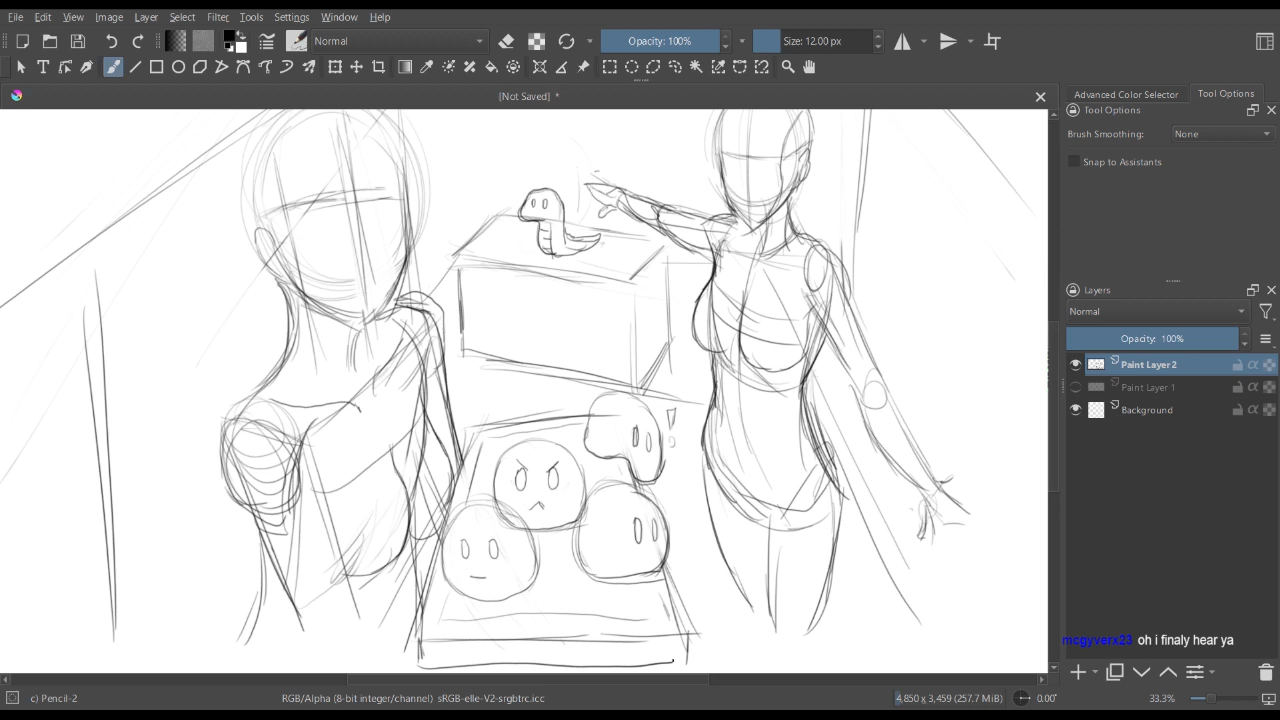 File Edit View Image Layer Select Filter Tools Settings Window Help
Normal Opacity: 100% Size: 12.00 px
[Not Saved] *
Advanced Color Selector Tool Options
Tool Options
Brush Smoothing: None
Snap to Assistants
Layers
Normal
Opacity: 100%
Paint Layer 2
Paint Layer 1
Background
mcgyverx23 oh i finaly hear ya
c) Pencil-2 RGB/Alpha (8-bit integer/channel) sRGB-elle-V2-srgbtrc.icc 4,850 x 3,459 (257.7 MiB) 0.00° 33.3%